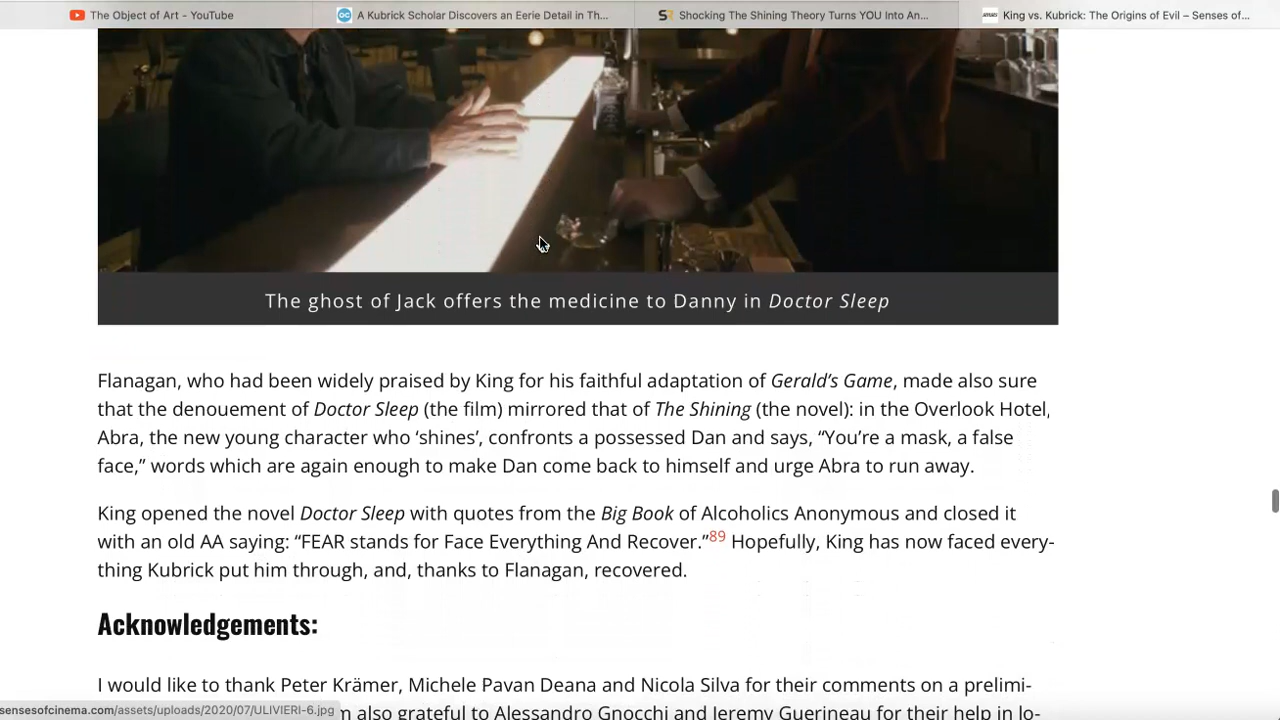 The Object of Art - YouTube
A Kubrick Scholar Discovers an Eerie Detail in Th...
Shocking The Shining Theory Turns YOU Into An...
King vs. Kubrick: The Origins of Evil – Senses of...
The ghost of Jack offers the medicine to Danny in Doctor Sleep
Flanagan, who had been widely praised by King for his faithful adaptation of Gerald’s Game, made also sure
that the denouement of Doctor Sleep (the film) mirrored that of The Shining (the novel): in the Overlook Hotel,
Abra, the new young character who ‘shines’, confronts a possessed Dan and says, “You’re a mask, a false
face,” words which are again enough to make Dan come back to himself and urge Abra to run away.
King opened the novel Doctor Sleep with quotes from the Big Book of Alcoholics Anonymous and closed it
with an old AA saying: “FEAR stands for Face Everything And Recover.”89 Hopefully, King has now faced every-
thing Kubrick put him through, and, thanks to Flanagan, recovered.
Acknowledgements:
I would like to thank Peter Krämer, Michele Pavan Deana and Nicola Silva for their comments on a prelimi-
sensesofcinema.com/assets/uploads/2020/07/ULIVIERI-6.jpg
m also grateful to Alessandro Gnocchi and Jeremy Guerineau for their help in lo-